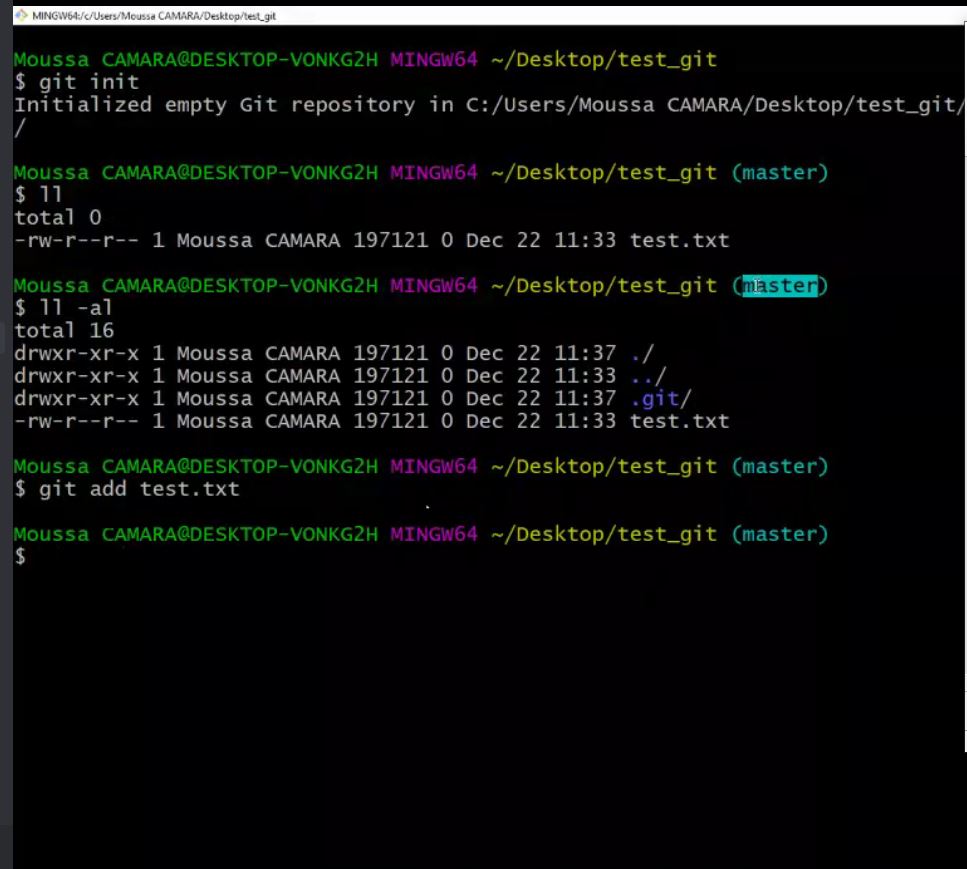 MINGW64:/c/Users/Moussa CAMARA/Desktop/test_git
Moussa CAMARA@DESKTOP-VONKG2H MINGW64 ~/Desktop/test_git
$ git init
Initialized empty Git repository in C:/Users/Moussa CAMARA/Desktop/test_git/
/
Moussa CAMARA@DESKTOP-VONKG2H MINGW64 ~/Desktop/test_git (master)
$ ll
total 0
-rw-r--r-- 1 Moussa CAMARA 197121 0 Dec 22 11:33 test.txt
Moussa CAMARA@DESKTOP-VONKG2H MINGW64 ~/Desktop/test_git (master)
$ ll -al
total 16
drwxr-xr-x 1 Moussa CAMARA 197121 0 Dec 22 11:37 ./
drwxr-xr-x 1 Moussa CAMARA 197121 0 Dec 22 11:33 ../
drwxr-xr-x 1 Moussa CAMARA 197121 0 Dec 22 11:37 .git/
-rw-r--r-- 1 Moussa CAMARA 197121 0 Dec 22 11:33 test.txt
Moussa CAMARA@DESKTOP-VONKG2H MINGW64 ~/Desktop/test_git (master)
$ git add test.txt
Moussa CAMARA@DESKTOP-VONKG2H MINGW64 ~/Desktop/test_git (master)
$